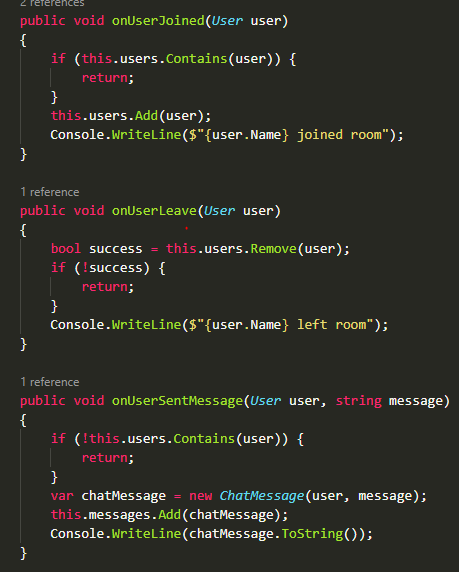 2 references
public void onUserJoined(User user)
{
    if (this.users.Contains(user)) {
        return;
    }
    this.users.Add(user);
    Console.WriteLine($"{user.Name} joined room");
}
1 reference
public void onUserLeave(User user)
{
    bool success = this.users.Remove(user);
    if (!success) {
        return;
    }
    Console.WriteLine($"{user.Name} left room");
}
1 reference
public void onUserSentMessage(User user, string message)
{
    if (!this.users.Contains(user)) {
        return;
    }
    var chatMessage = new ChatMessage(user, message);
    this.messages.Add(chatMessage);
    Console.WriteLine(chatMessage.ToString());
}